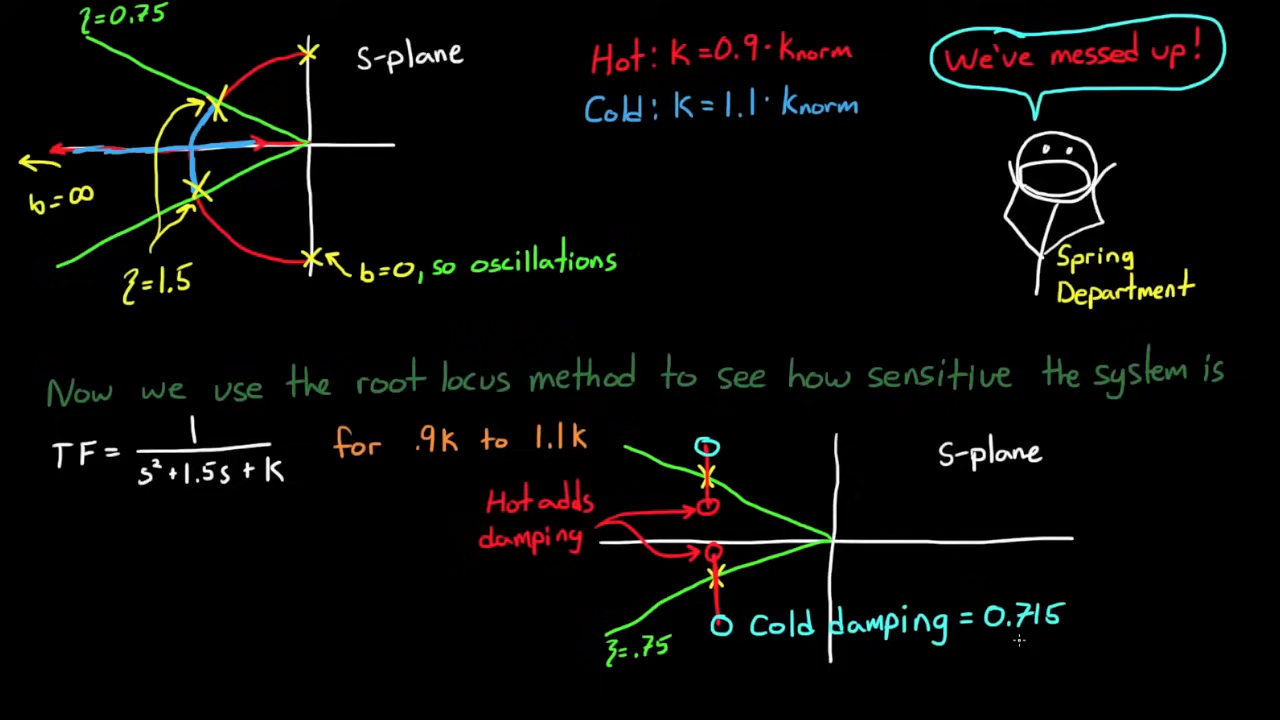 ζ=0.75
S-plane
b=∞
ζ=1.5
b=0, so oscillations
Hot: K=0.9·Knorm
Cold: K=1.1·Knorm
We've messed up!
Spring
Department
Now we use the root locus method to see how sensitive the system is
TF= 1 / s²+1.5s+K
for .9K to 1.1K
Hot adds
damping
S-plane
Cold damping = 0.715
ζ=.75